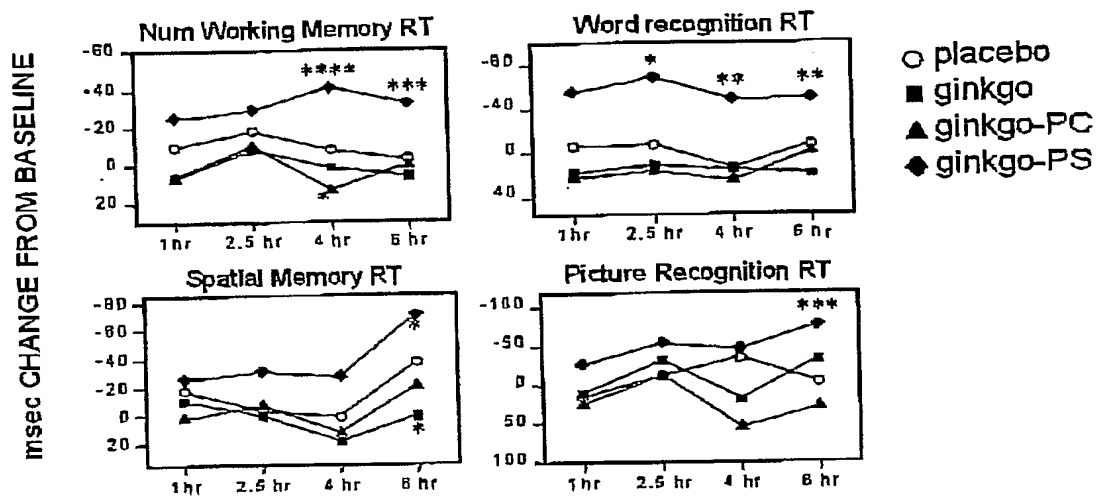 msec CHANGE FROM BASELINE
Num Working Memory RT
-60
-40
-20
0
20
**** ***
*
1 hr 2.5 hr 4 hr 6 hr
Word recognition RT
-80
-40
0
40
* ** **
1 hr 2.5 hr 4 hr 6 hr
placebo
ginkgo
ginkgo-PC
ginkgo-PS
Spatial Memory RT
-80
-60
-40
-20
0
20
*
*
1 hr 2.5 hr 4 hr 6 hr
Picture Recognition RT
-100
-50
0
50
100
***
*
1 hr 2.5 hr 4 hr 6 hr